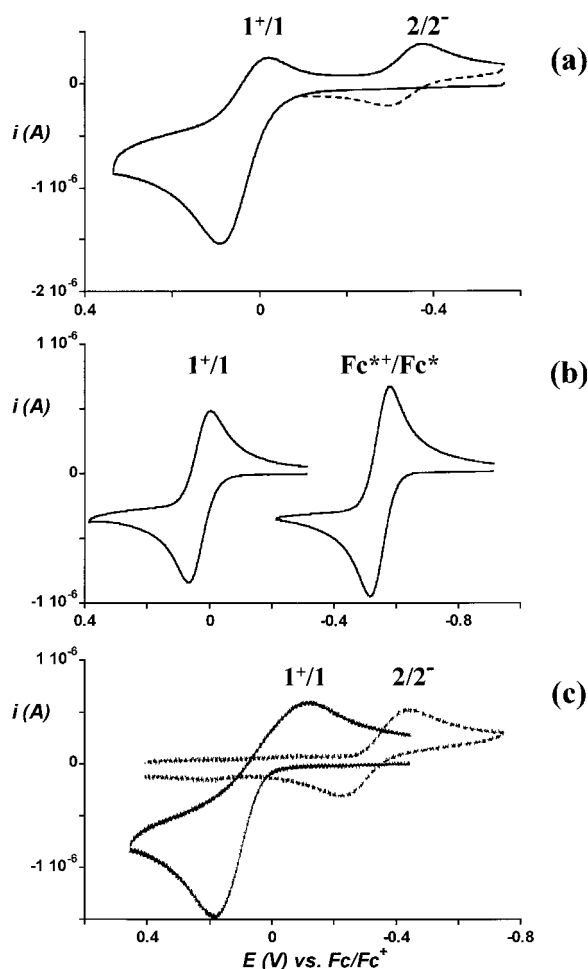 1⁺/1 2/2⁻
(a)
0
i (A)
-1 10⁻⁶
-2 10⁻⁶
0.4 0 -0.4
1 10⁻⁶
1⁺/1 Fc*⁺/Fc*
(b)
i (A)
0
-1 10⁻⁶
0.4 0 -0.4 -0.8
1 10⁻⁶
1⁺/1 2/2⁻
(c)
i (A)
0
-1 10⁻⁶
0.4 0 -0.4 -0.8
E (V) vs. Fc/Fc⁺